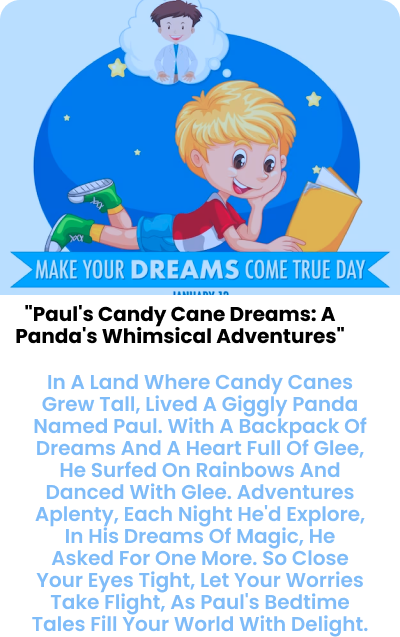 MAKE YOUR DREAMS COME TRUE DAY
"Paul's Candy Cane Dreams: A
Panda's Whimsical Adventures"
In A Land Where Candy Canes
Grew Tall, Lived A Giggly Panda
Named Paul. With A Backpack Of
Dreams And A Heart Full Of Glee,
He Surfed On Rainbows And
Danced With Glee. Adventures
Aplenty, Each Night He'd Explore,
In His Dreams Of Magic, He
Asked For One More. So Close
Your Eyes Tight, Let Your Worries
Take Flight, As Paul's Bedtime
Tales Fill Your World With Delight.